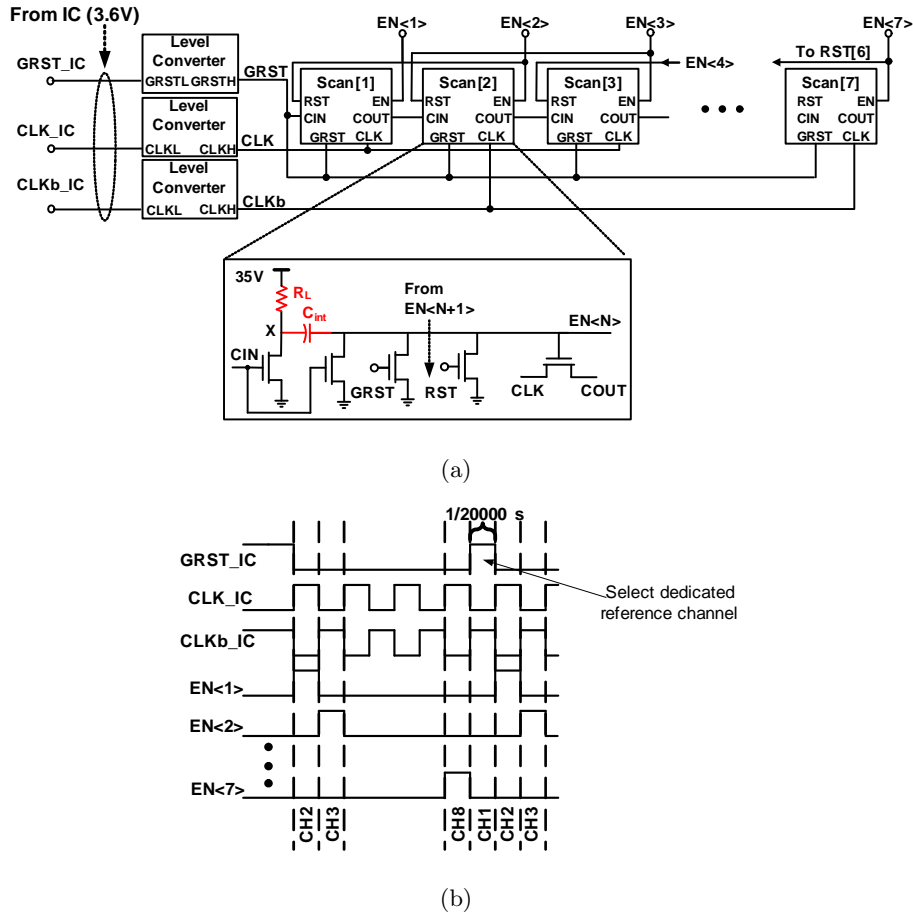 From IC (3.6V)
EN<1>
EN<2>
EN<3>
EN<7>
GRST_IC
Level
Converter
GRSTL GRSTH
GRST
CLK_IC
Level
Converter
CLKL CLKH
CLK
CLKb_IC
Level
Converter
CLKL CLKH
CLKb
Scan[1]
RST EN
CIN COUT
GRST CLK
Scan[2]
RST EN
CIN COUT
GRST CLK
Scan[3]
RST EN
CIN COUT
GRST CLK
EN<4>
To RST[6]
Scan[7]
RST EN
CIN COUT
GRST CLK
35V
RL
Cint
X
CIN
From
EN<N+1>
GRST
RST
EN<N>
CLK
COUT
(a)
1/20000 s
GRST_IC
CLK_IC
Select dedicated
reference channel
CLKb_IC
EN<1>
EN<2>
EN<7>
CH2
CH3
CH8
CH1
CH2
CH3
(b)